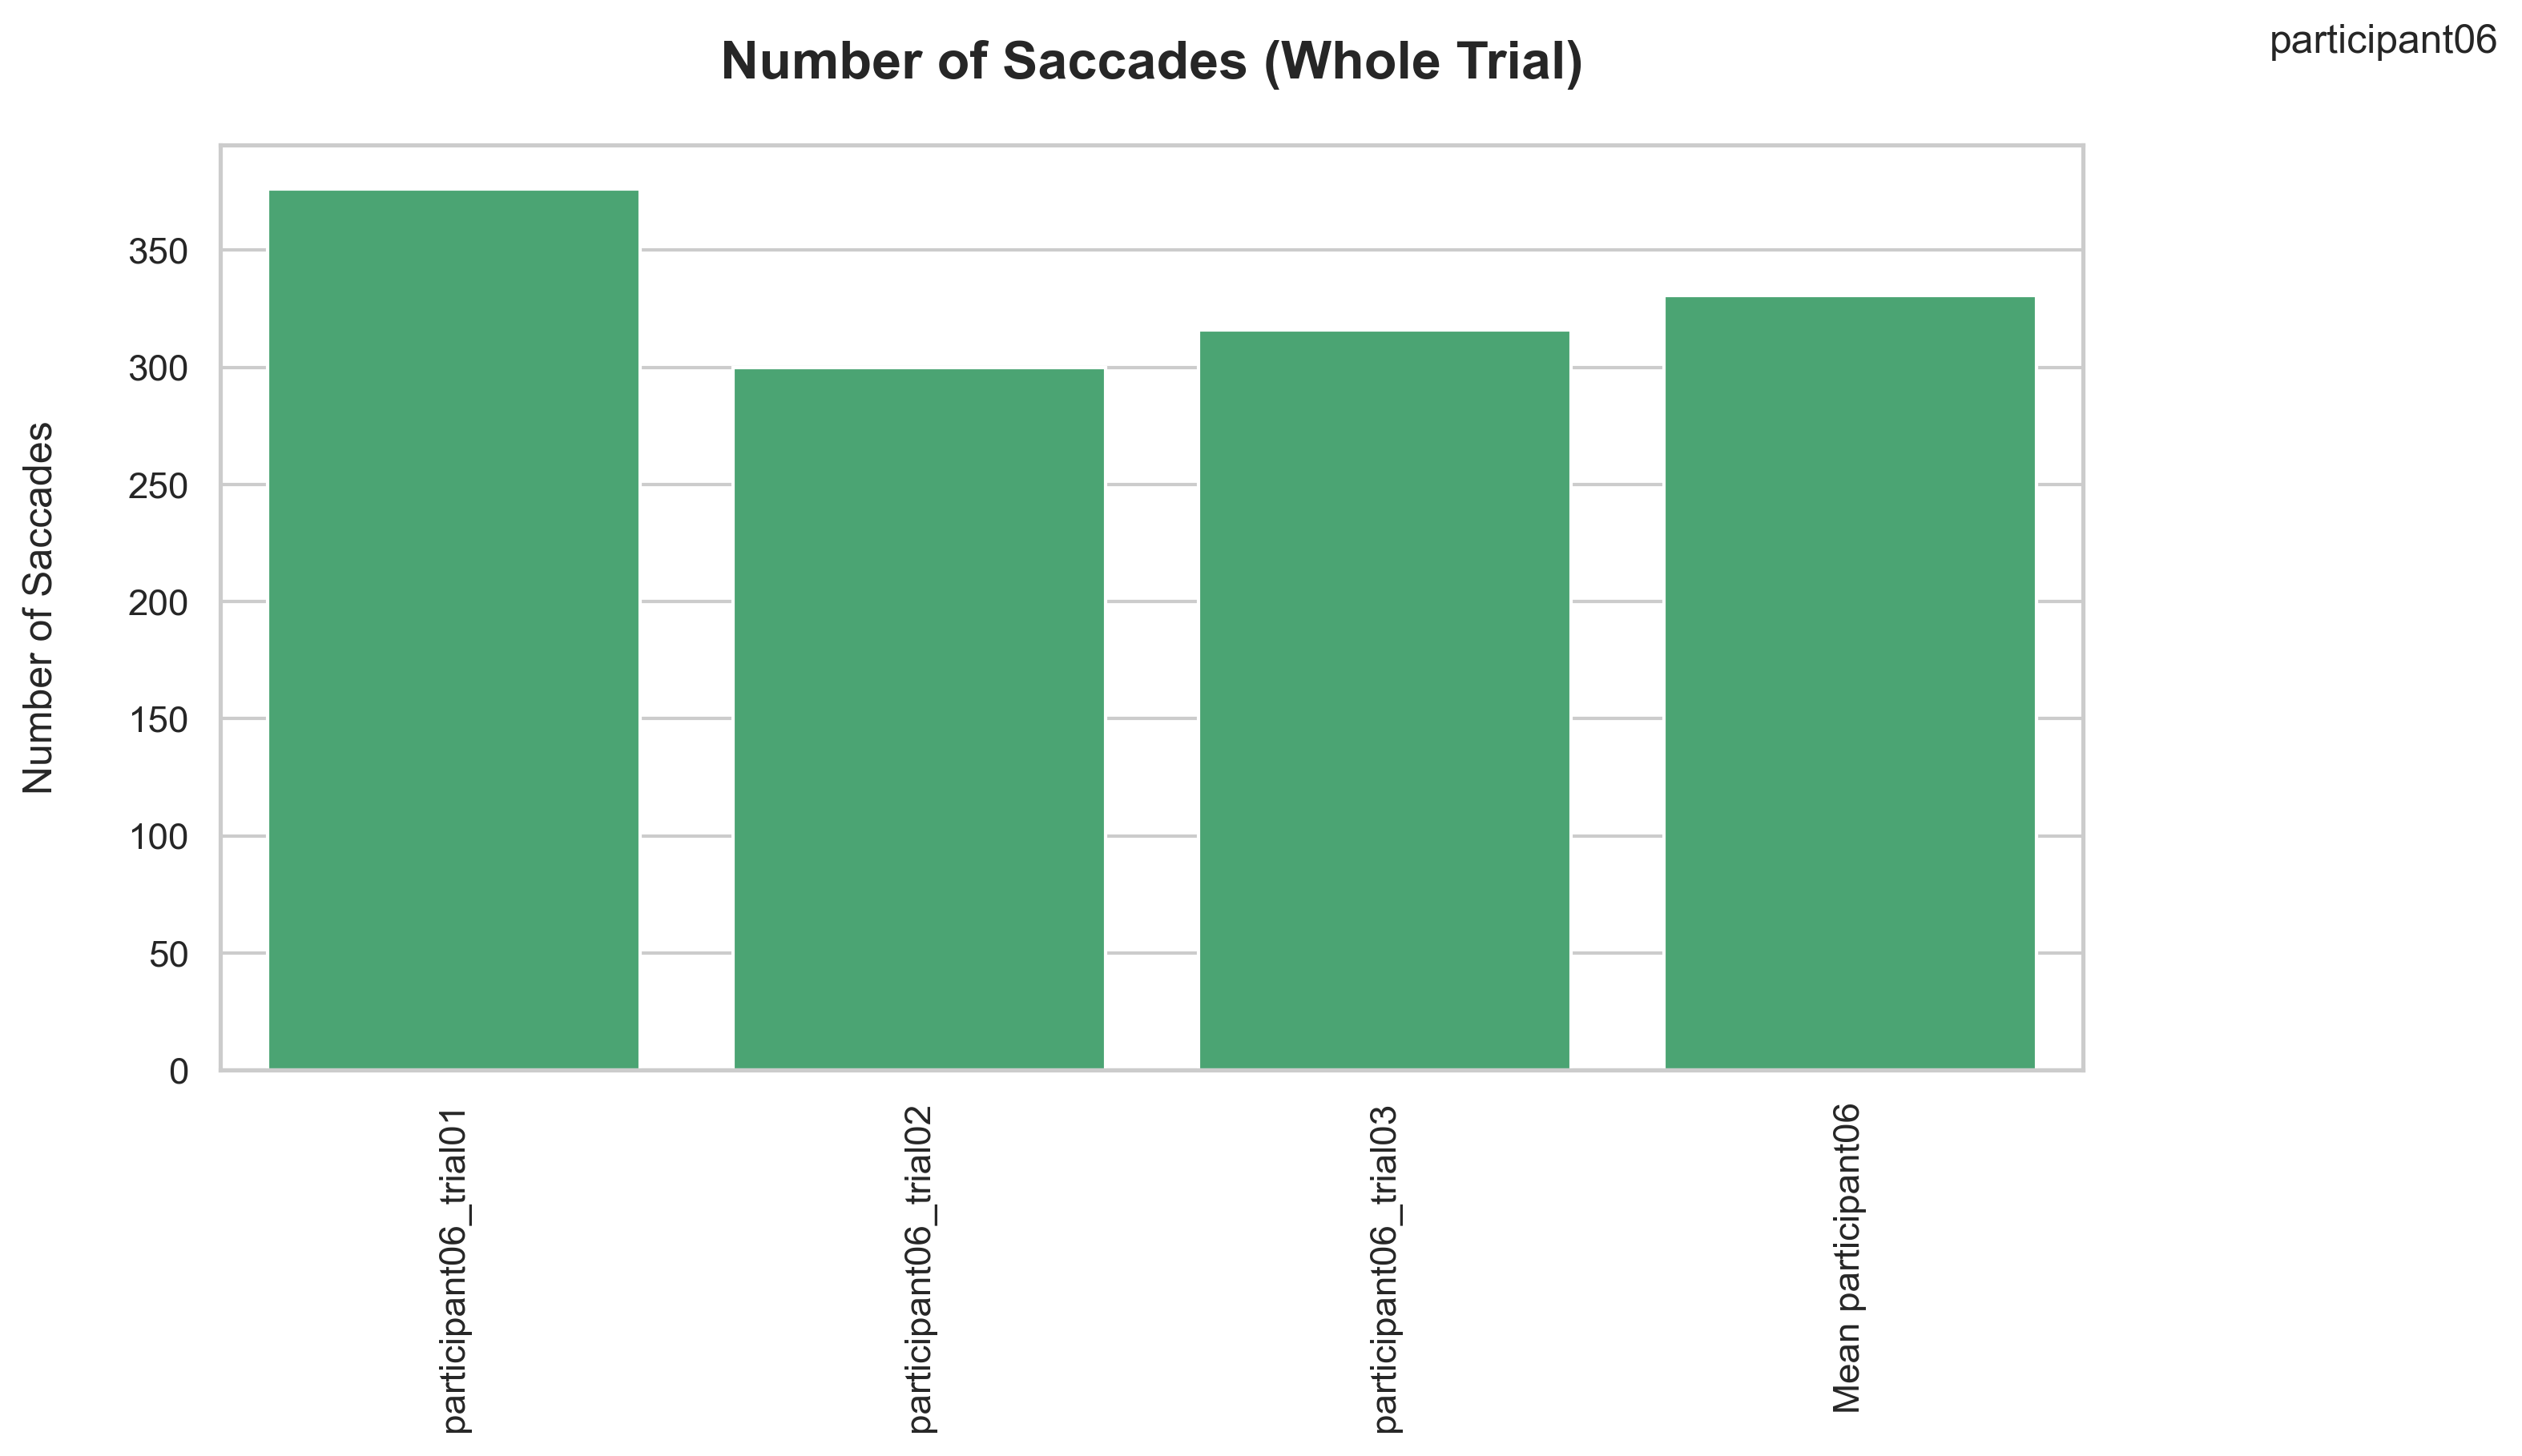 participant06
Number of Saccades (Whole Trial)
Number of Saccades
350
300
250
200
150
100
50
0
participant06_trial01
participant06_trial02
participant06_trial03
Mean participant06